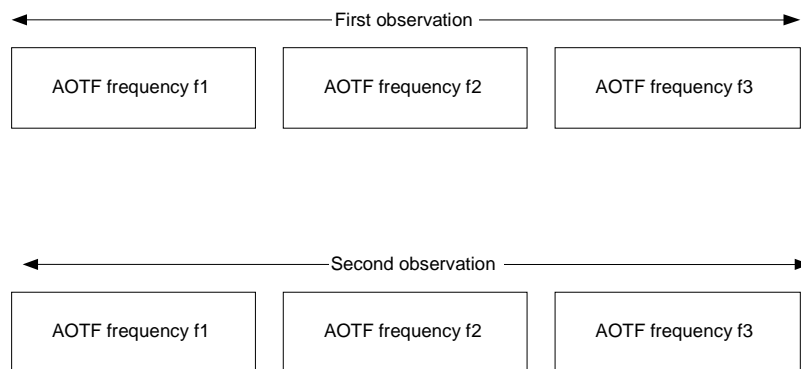 First observation
AOTF frequency f1 AOTF frequency f2 AOTF frequency f3
Second observation
AOTF frequency f1 AOTF frequency f2 AOTF frequency f3